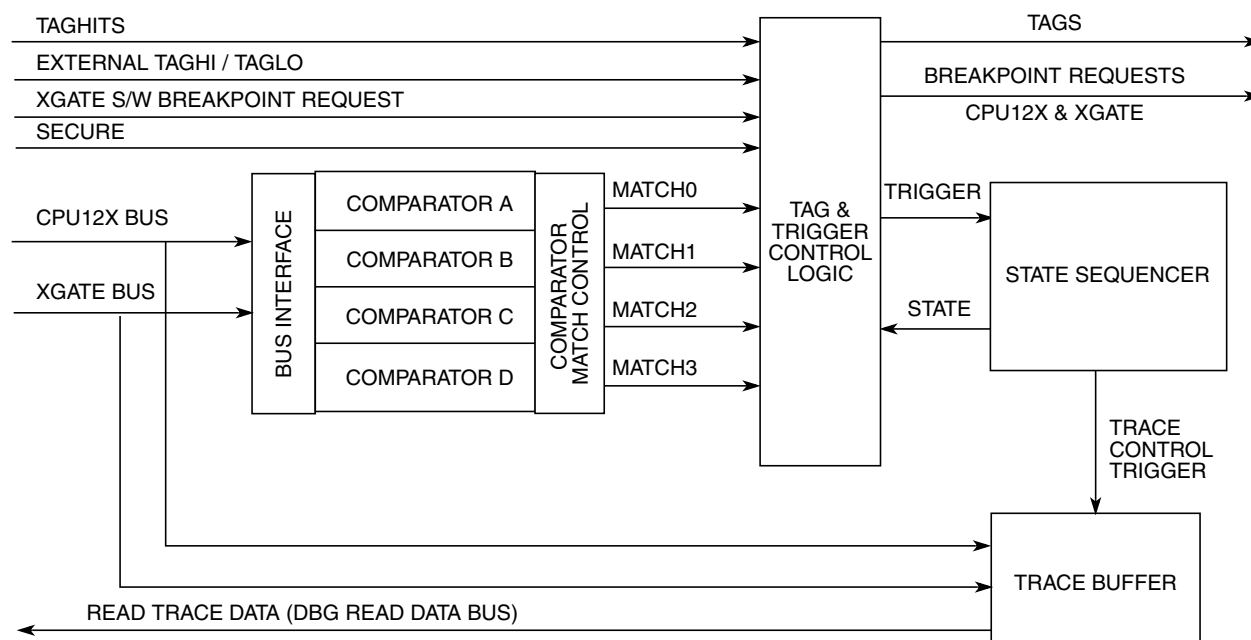 TAGHITS
EXTERNAL TAGHI / TAGLO
XGATE S/W BREAKPOINT REQUEST
SECURE
TAGS
BREAKPOINT REQUESTS
CPU12X & XGATE
CPU12X BUS
XGATE BUS
BUS INTERFACE
COMPARATOR A
COMPARATOR B
COMPARATOR C
COMPARATOR D
COMPARATOR
MATCH CONTROL
MATCH0
MATCH1
MATCH2
MATCH3
TAG &
TRIGGER
CONTROL
LOGIC
TRIGGER
STATE
STATE SEQUENCER
TRACE
CONTROL
TRIGGER
TRACE BUFFER
READ TRACE DATA (DBG READ DATA BUS)